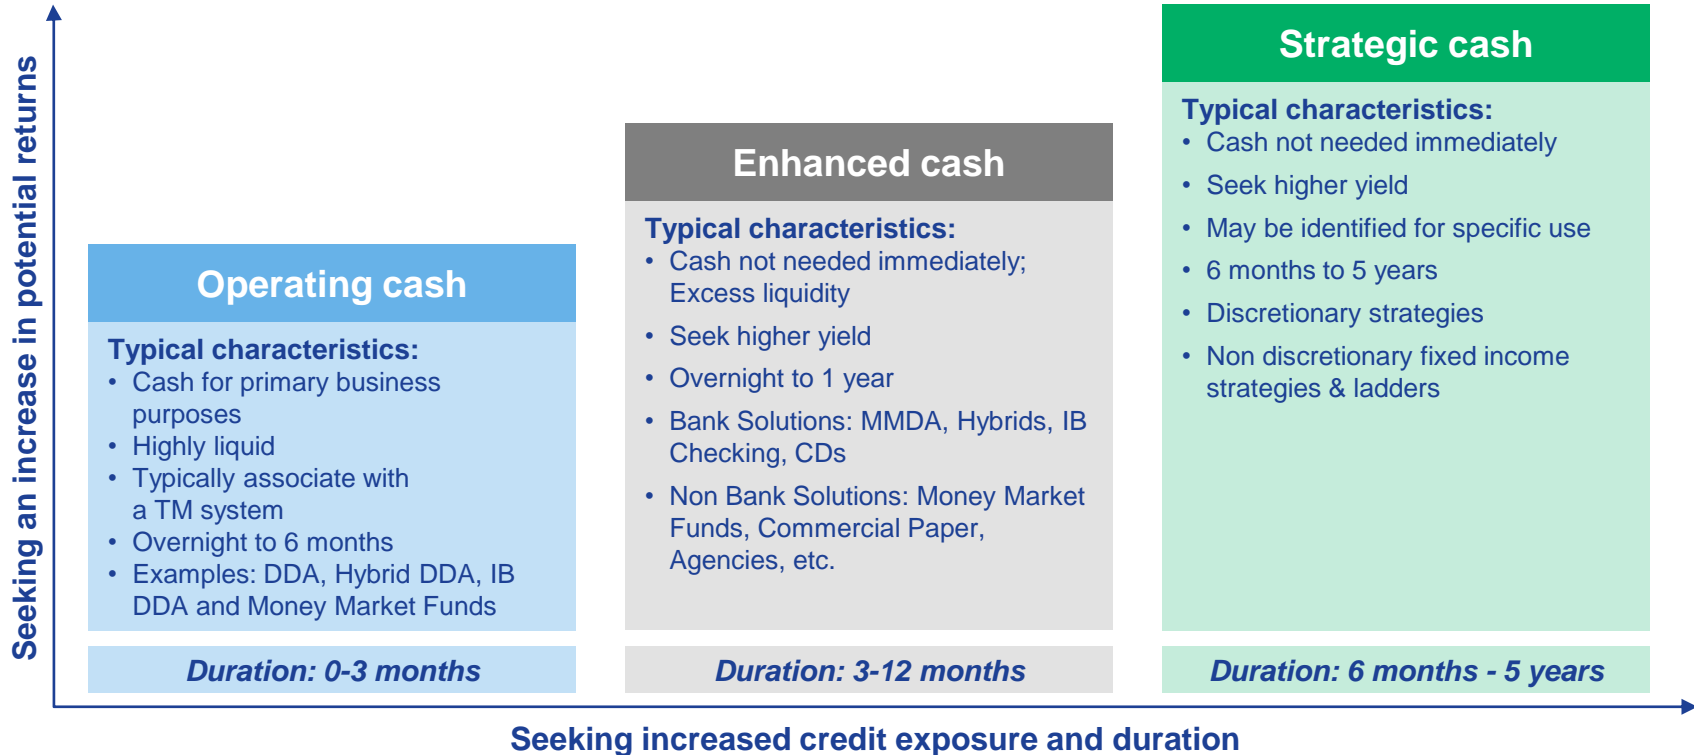 Seeking an increase in potential returns
Operating cash
Typical characteristics:
• Cash for primary business
purposes
• Highly liquid
• Typically associate with
a TM system
• Overnight to 6 months
• Examples: DDA, Hybrid DDA, IB
DDA and Money Market Funds
Duration: 0-3 months
Enhanced cash
Typical characteristics:
• Cash not needed immediately;
Excess liquidity
• Seek higher yield
• Overnight to 1 year
• Bank Solutions: MMDA, Hybrids, IB
Checking, CDs
• Non Bank Solutions: Money Market
Funds, Commercial Paper,
Agencies, etc.
Duration: 3-12 months
Strategic cash
Typical characteristics:
• Cash not needed immediately
• Seek higher yield
• May be identified for specific use
• 6 months to 5 years
• Discretionary strategies
• Non discretionary fixed income
strategies & ladders
Duration: 6 months - 5 years
Seeking increased credit exposure and duration